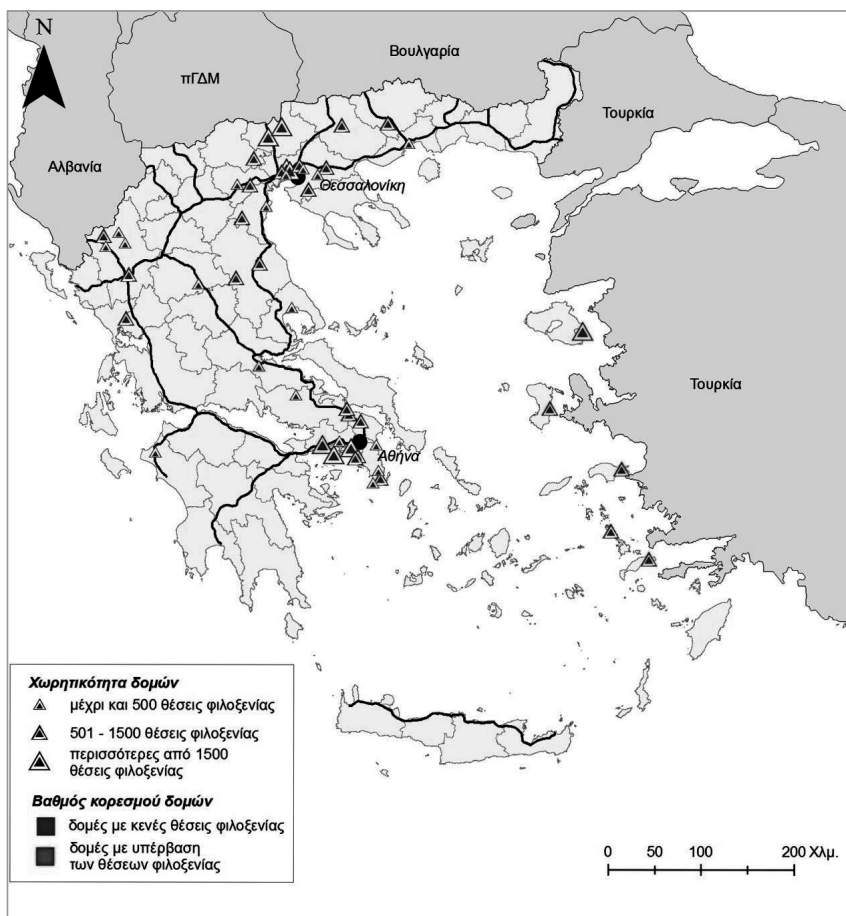 N
Βουλγαρία
πΓΔΜ
Τουρκία
Αλβανία
Θεσσαλονίκη
Τουρκία
Αθήνα
Χωρητικότητα δομών
μέχρι και 500 θέσεις φιλοξενίας
501 - 1500 θέσεις φιλοξενίας
περισσότερες από 1500
θέσεις φιλοξενίας
Βαθμός κορεσμού δομών
δομές με κενές θέσεις φιλοξενίας
δομές με υπέρβαση
των θέσεων φιλοξενίας
0 50 100 200 Χλμ.